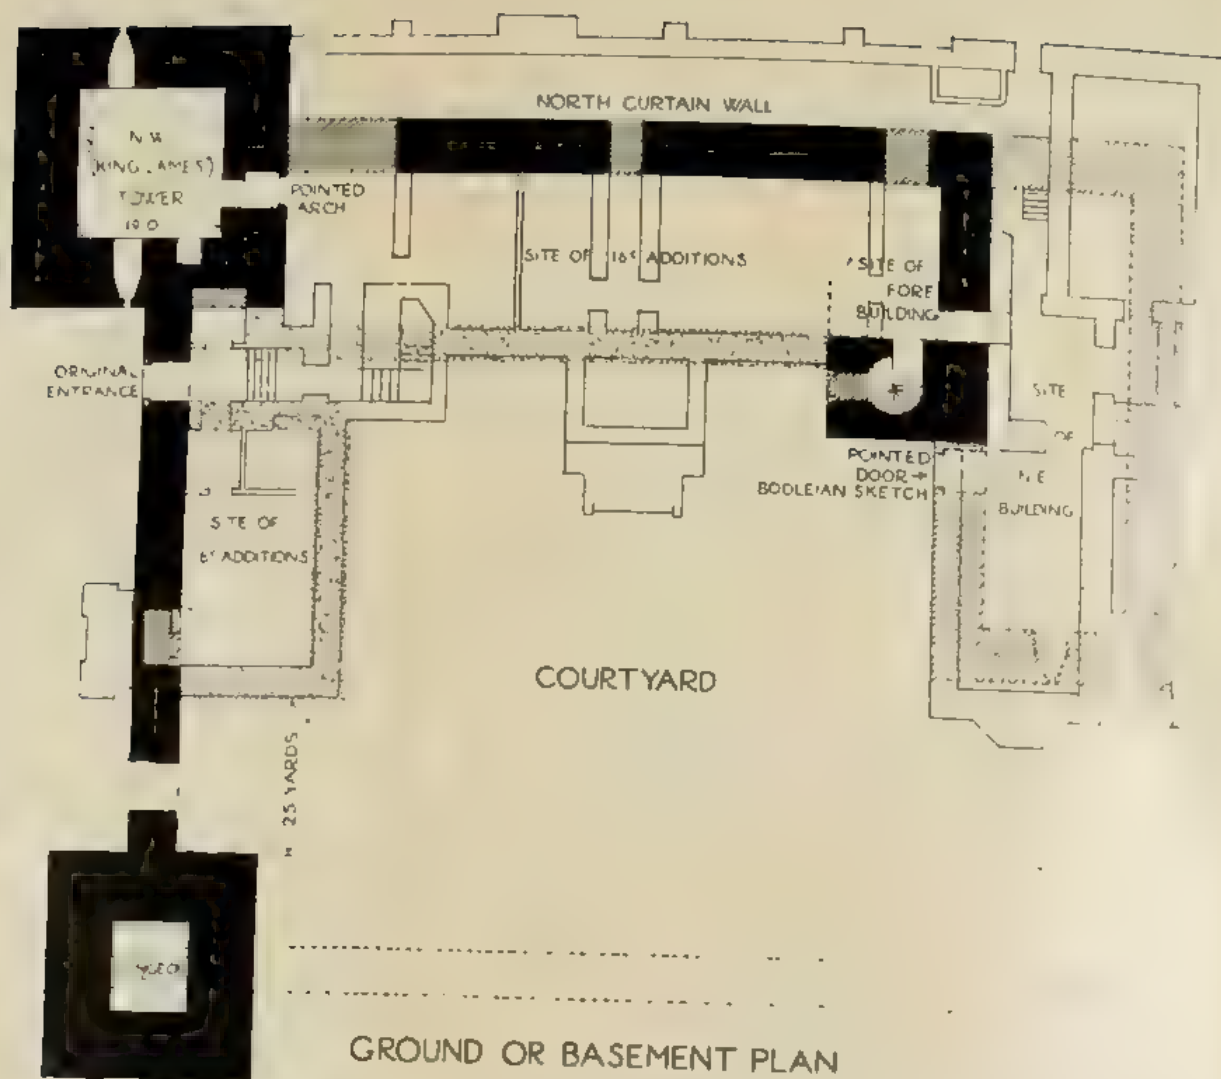 NORTH CURTAIN WALL
N.W.
(KING JAMES)
TOWER
POINTED
ARCH
SITE OF 16C ADDITIONS
? SITE OF
FORE
BUILDING
ORIGINAL
ENTRANCE
SITE
OF
N.E
BUILDING
POINTED
DOOR →
BODLEIAN SKETCH
SITE OF
ADDITIONS
COURTYARD
25 YARDS
GROUND OR BASEMENT PLAN